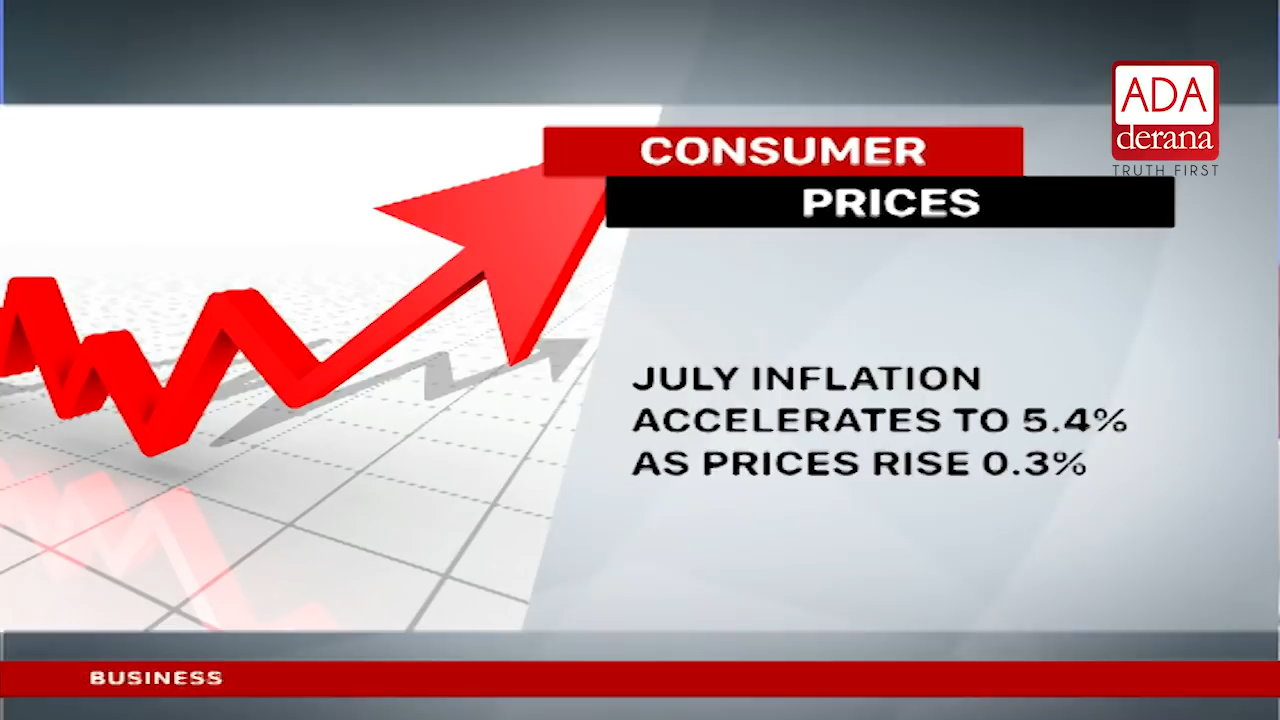 ADA
derana
TRUTH FIRST
CONSUMER
PRICES
JULY INFLATION
ACCELERATES TO 5.4%
AS PRICES RISE 0.3%
BUSINESS